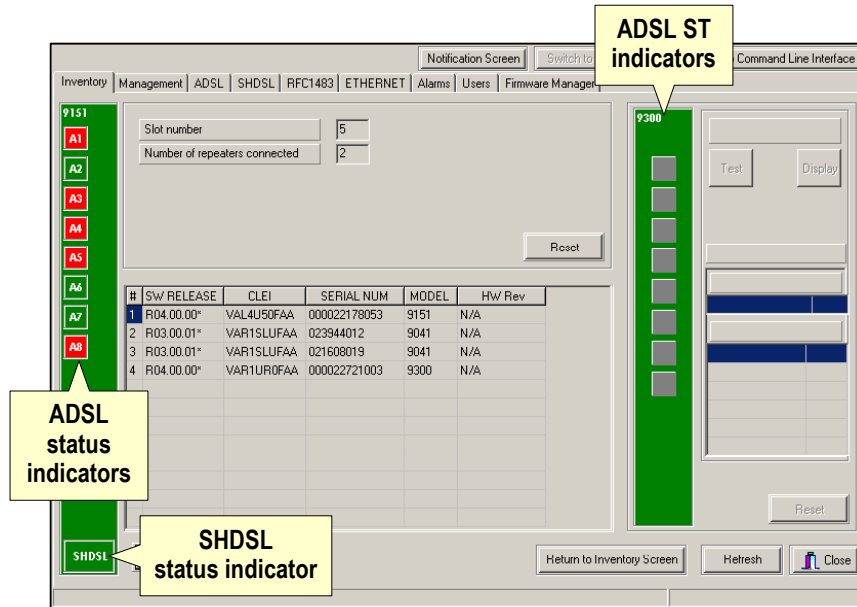 ADSL ST
indicators
Notification Screen
Switch to
Command Line Interface
Inventory Management ADSL SHDSL RFC1483 ETHERNET Alarms Users Firmware Manager
9151
A1
A2
A3
A4
A5
A6
A7
A8
SHDSL
Slot number 5
Number of repeaters connected 2
Reset
# SW RELEASE CLEI SERIAL NUM MODEL HW Rev
1 R04.00.00* VAL4U50FAA 000022178053 9151 N/A
2 R03.00.01* VAR1SLUFAA 023944012 9041 N/A
3 R03.00.01* VAR1SLUFAA 021608019 9041 N/A
4 R04.00.00* VAR1UR0FAA 000022721003 9300 N/A
9300
Test Display
Reset
ADSL
status
indicators
SHDSL
status indicator
Return to Inventory Screen Refresh Close